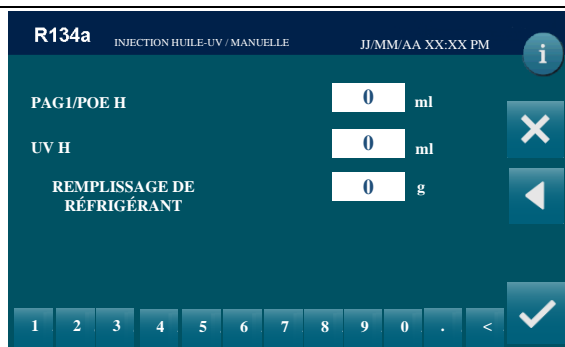 R134a INJECTION HUILE-UV / MANUELLE JJ/MM/AA XX:XX PM
i
PAG1/POE H 0 ml
UV H 0 ml
REMPLISSAGE DE
RÉFRIGÉRANT 0 g
1 2 3 4 5 6 7 8 9 0 . <